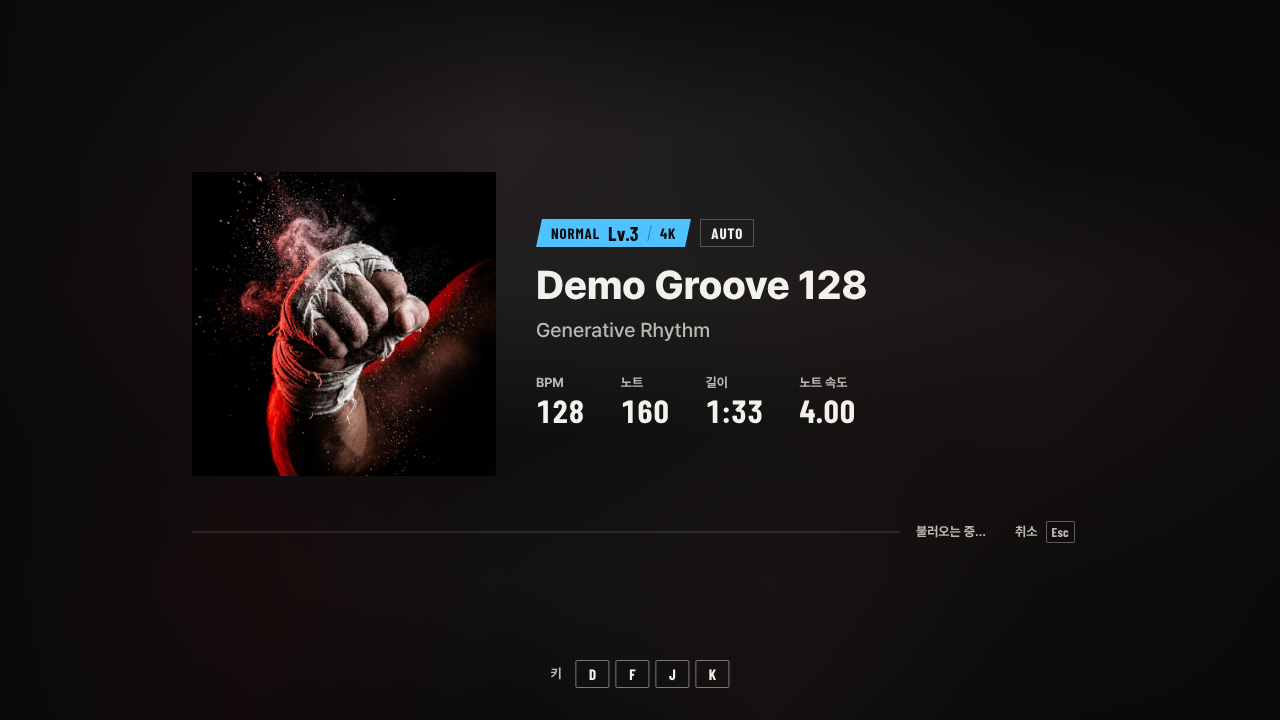 NORMAL Lv.3 / 4K AUTO
Demo Groove 128
Generative Rhythm
BPM 노트 길이 노트 속도
128 160 1:33 4.00
불러오는 중... 취소 Esc
키 D F J K